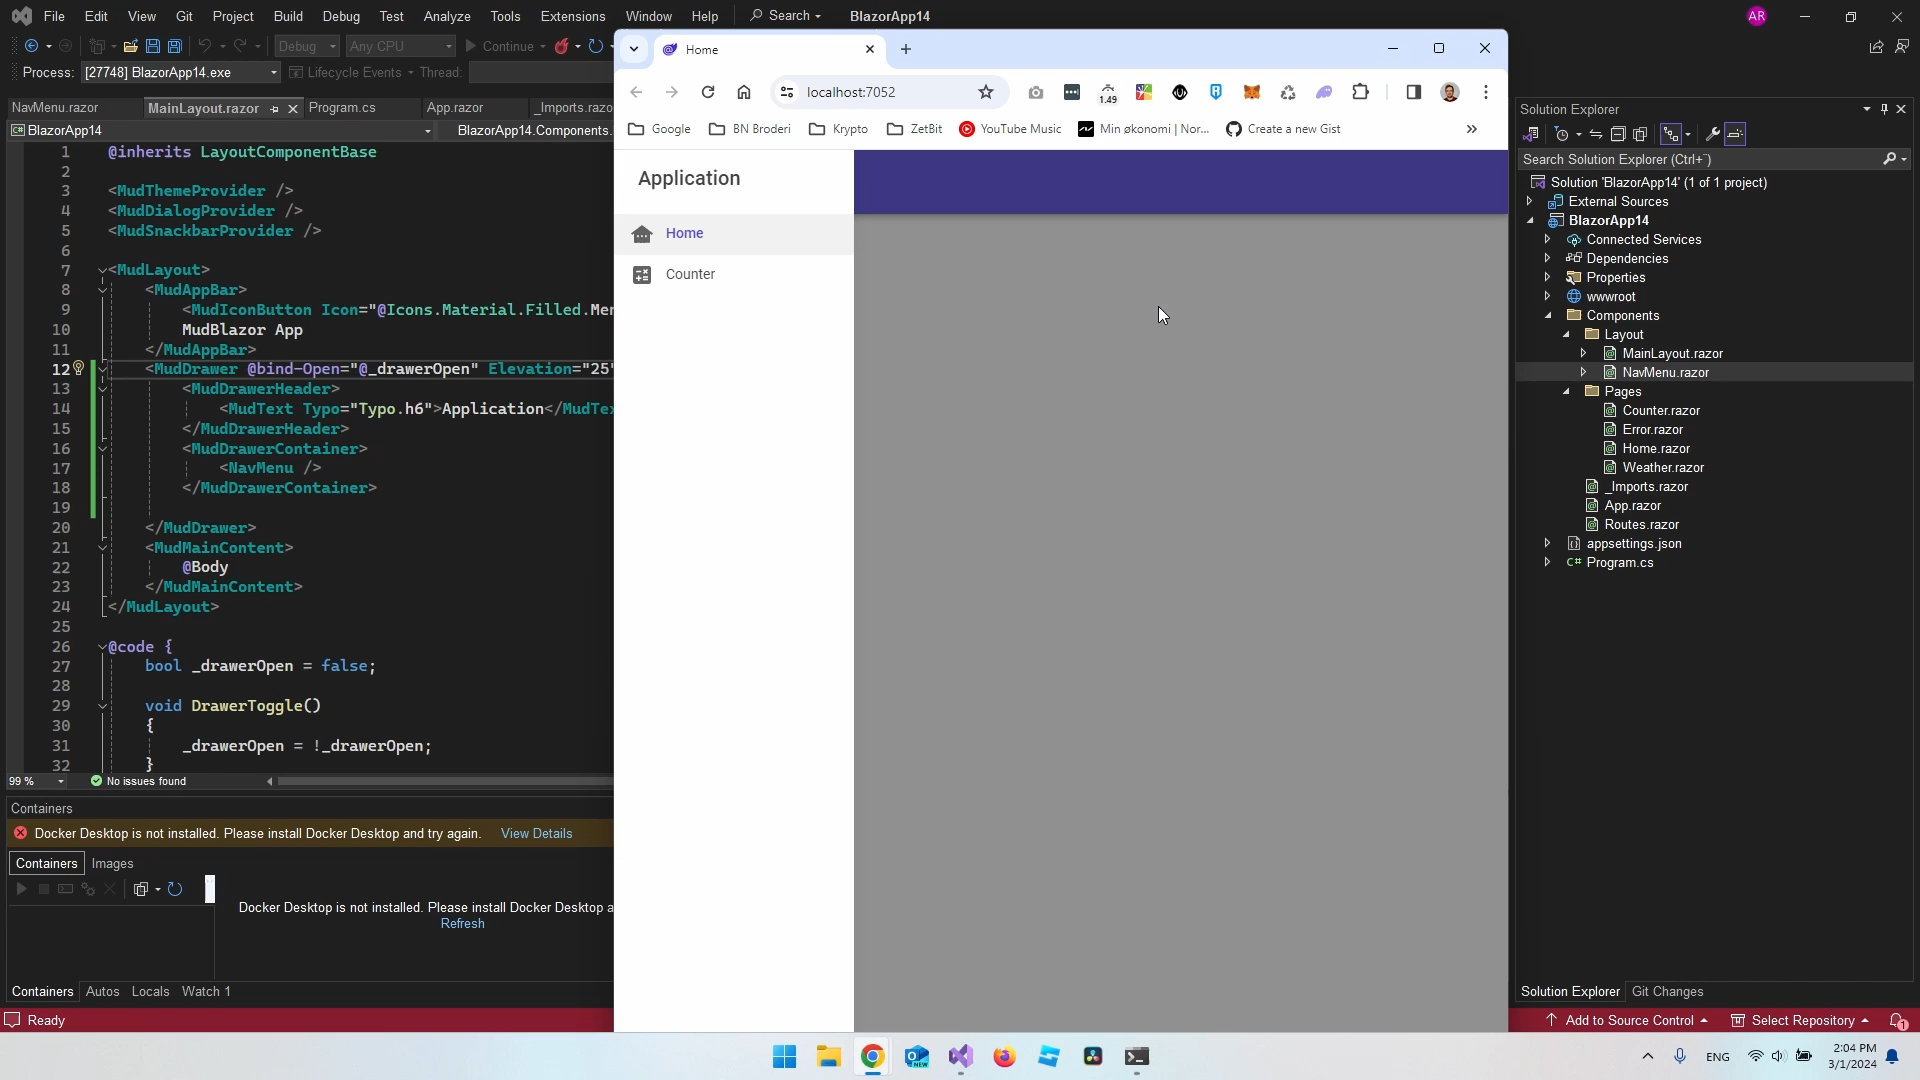 File Edit View Git Project Build Debug Test Analyze Tools Extensions Window Help Search BlazorApp14 AR
Debug Any CPU Continue
Process: [27748] BlazorApp14.exe Lifecycle Events Thread:
NavMenu.razor MainLayout.razor Program.cs App.razor _Imports.razo
BlazorApp14 BlazorApp14.Components.
1 @inherits LayoutComponentBase
2
3 <MudThemeProvider />
4 <MudDialogProvider />
5 <MudSnackbarProvider />
6
7 <MudLayout>
8 <MudAppBar>
9 <MudIconButton Icon="@Icons.Material.Filled.Men
10 MudBlazor App
11 </MudAppBar>
12 <MudDrawer @bind-Open="@_drawerOpen" Elevation="25"
13 <MudDrawerHeader>
14 <MudText Typo="Typo.h6">Application</MudTex
15 </MudDrawerHeader>
16 <MudDrawerContainer>
17 <NavMenu />
18 </MudDrawerContainer>
19
20 </MudDrawer>
21 <MudMainContent>
22 @Body
23 </MudMainContent>
24 </MudLayout>
25
26 @code {
27 bool _drawerOpen = false;
28
29 void DrawerToggle()
30 {
31 _drawerOpen = !_drawerOpen;
32 }
99 % No issues found
Containers
Docker Desktop is not installed. Please install Docker Desktop and try again. View Details
Containers Images
Docker Desktop is not installed. Please install Docker Desktop a
Refresh
Containers Autos Locals Watch 1
Ready
Home
localhost:7052
1.49
Google BN Broderi Krypto ZetBit YouTube Music Min økonomi | Nor... Create a new Gist
Application
Home
Counter
Solution Explorer
Search Solution Explorer (Ctrl+¨)
Solution 'BlazorApp14' (1 of 1 project)
External Sources
BlazorApp14
Connected Services
Dependencies
Properties
wwwroot
Components
Layout
MainLayout.razor
NavMenu.razor
Pages
Counter.razor
Error.razor
Home.razor
Weather.razor
_Imports.razor
App.razor
Routes.razor
appsettings.json
C# Program.cs
Solution Explorer Git Changes
Add to Source Control Select Repository 1
NEW
ENG
2:04 PM
3/1/2024